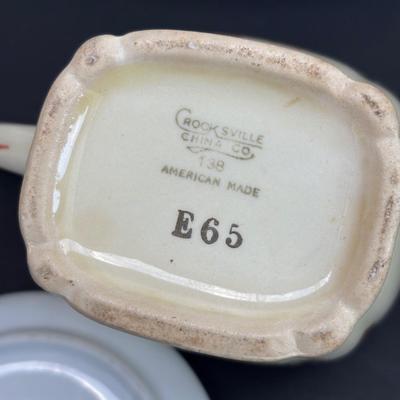 CROOKSVILLE
CHINA CO.
138
AMERICAN MADE
E65